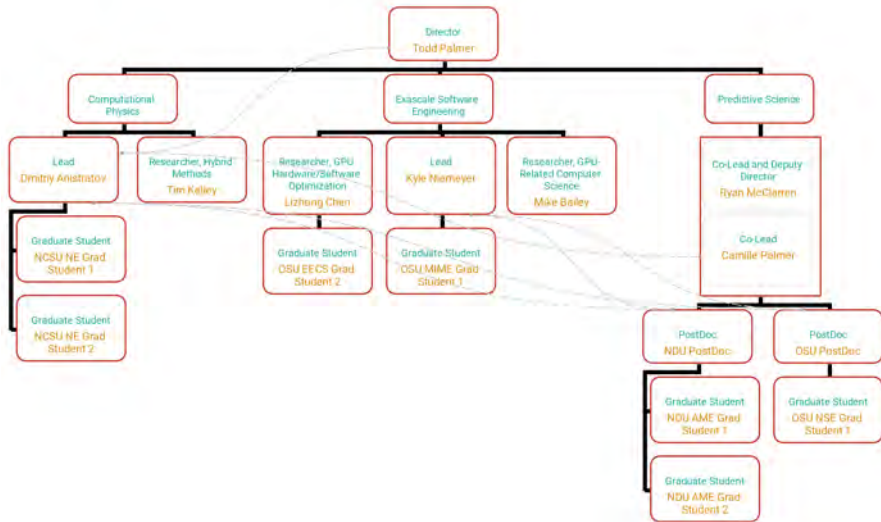 Director
Todd Palmer
Computational
Physics
Exascale Software
Engineering
Predictive Science
Lead
Dmitriy Anistratov
Researcher, Hybrid
Methods
Tim Kelley
Researcher, GPU
Hardware/Software
Optimization
Lizhong Chen
Lead
Kyle Niemeyer
Researcher, GPU-
Related Computer
Science
Mike Bailey
Co-Lead and Deputy
Director
Ryan McClarren
Co-Lead
Camille Palmer
Graduate Student
NCSU NE Grad
Student 1
Graduate Student
OSU EECS Grad
Student 2
Graduate Student
OSU MIME Grad
Student 1
Graduate Student
NCSU NE Grad
Student 2
PostDoc
NDU PostDoc
PostDoc
OSU PostDoc
Graduate Student
NDU AME Grad
Student 1
Graduate Student
OSU NSE Grad
Student 1
Graduate Student
NDU AME Grad
Student 2